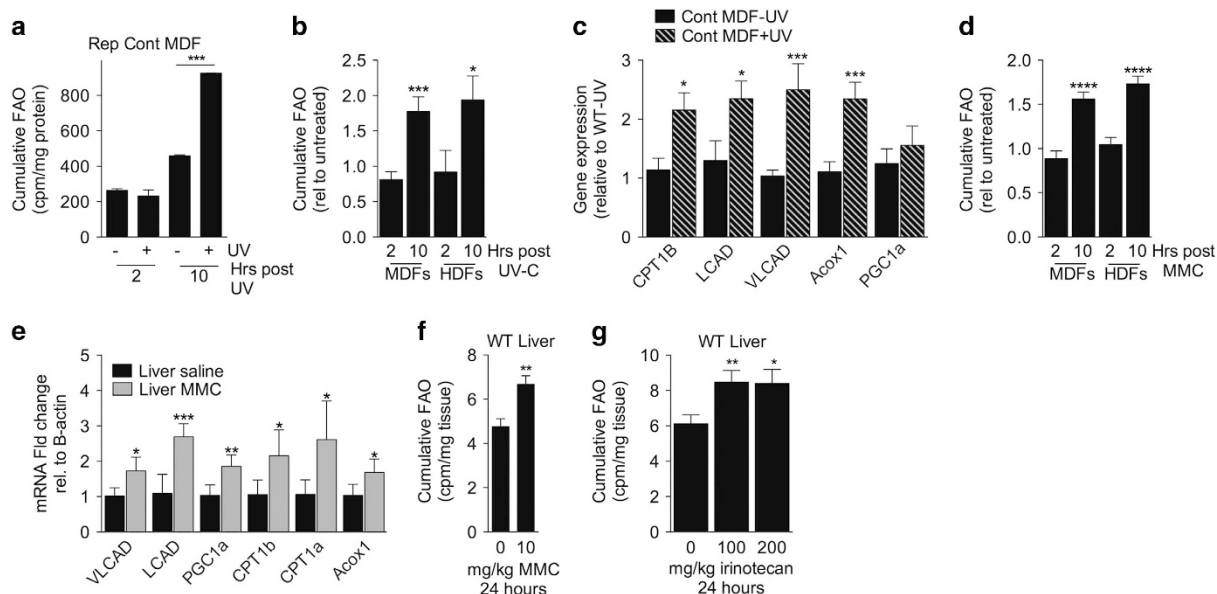 a
Rep Cont MDF
***
Cumulative FAO
(cpm/mg protein)
800
600
400
200
0
- + - + UV
2 10 Hrs post
UV
b
Cumulative FAO
(rel to untreated)
2.5
2.0
1.5
1.0
0.5
0.0
***
*
2 10 2 10 Hrs post
MDFs HDFs UV-C
c
Cont MDF-UV
Cont MDF+UV
Gene expression
(relative to WT-UV)
3
2
1
0
* * *** ***
CPT1B
LCAD
VLCAD
Acox1
PGC1a
d
Cumulative FAO
(rel to untreated)
2.0
1.5
1.0
0.5
0.0
****
****
2 10 2 10 Hrs post
MDFs HDFs MMC
e
Liver saline
Liver MMC
mRNA Fld change
rel. to B-actin
5
4
3
2
1
0
* *** ** * * *
VLCAD
LCAD
PGC1a
CPT1b
CPT1a
Acox1
f
WT Liver
Cumulative FAO
(cpm/mg tissue)
8
6
4
2
0
**
0 10
mg/kg MMC
24 hours
g
WT Liver
Cumulative FAO
(cpm/mg tissue)
10
8
6
4
2
0
** *
0 100 200
mg/kg irinotecan
24 hours